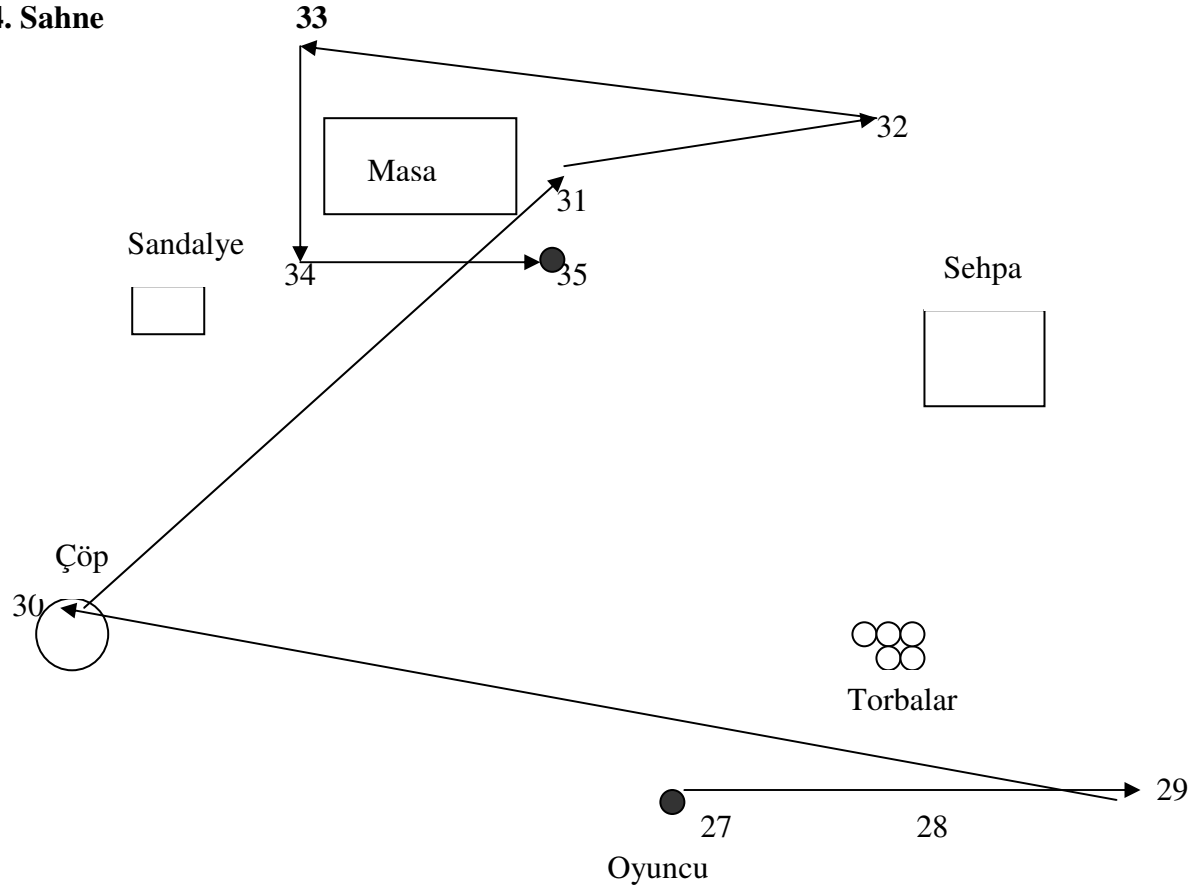 4. Sahne
33
32
Masa
31
Sandalye
34
35
Sehpa
Çöp
30
Torbalar
29
27
28
Oyuncu